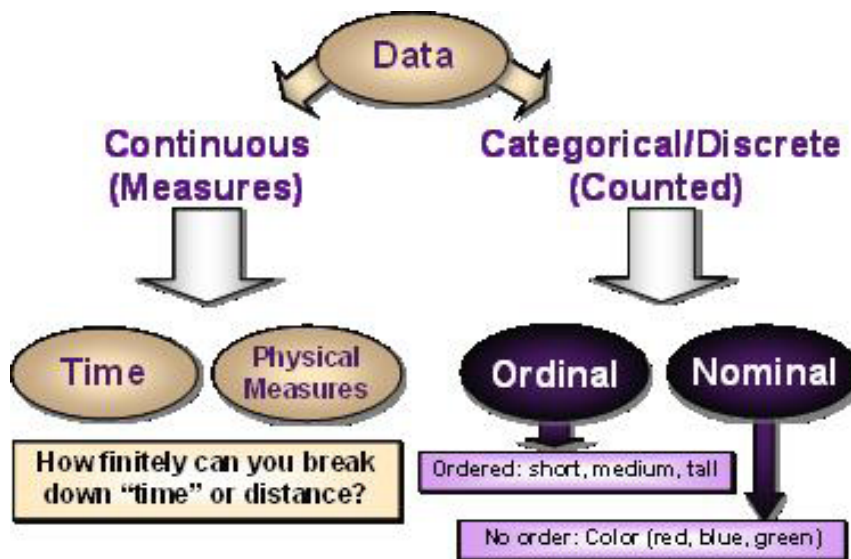 Data
Continuous
(Measures)
Categorical/Discrete
(Counted)
Time
Physical
Measures
Ordinal
Nominal
How finitely can you break
down “time” or distance?
Ordered: short, medium, tall
No order: Color (red, blue, green)